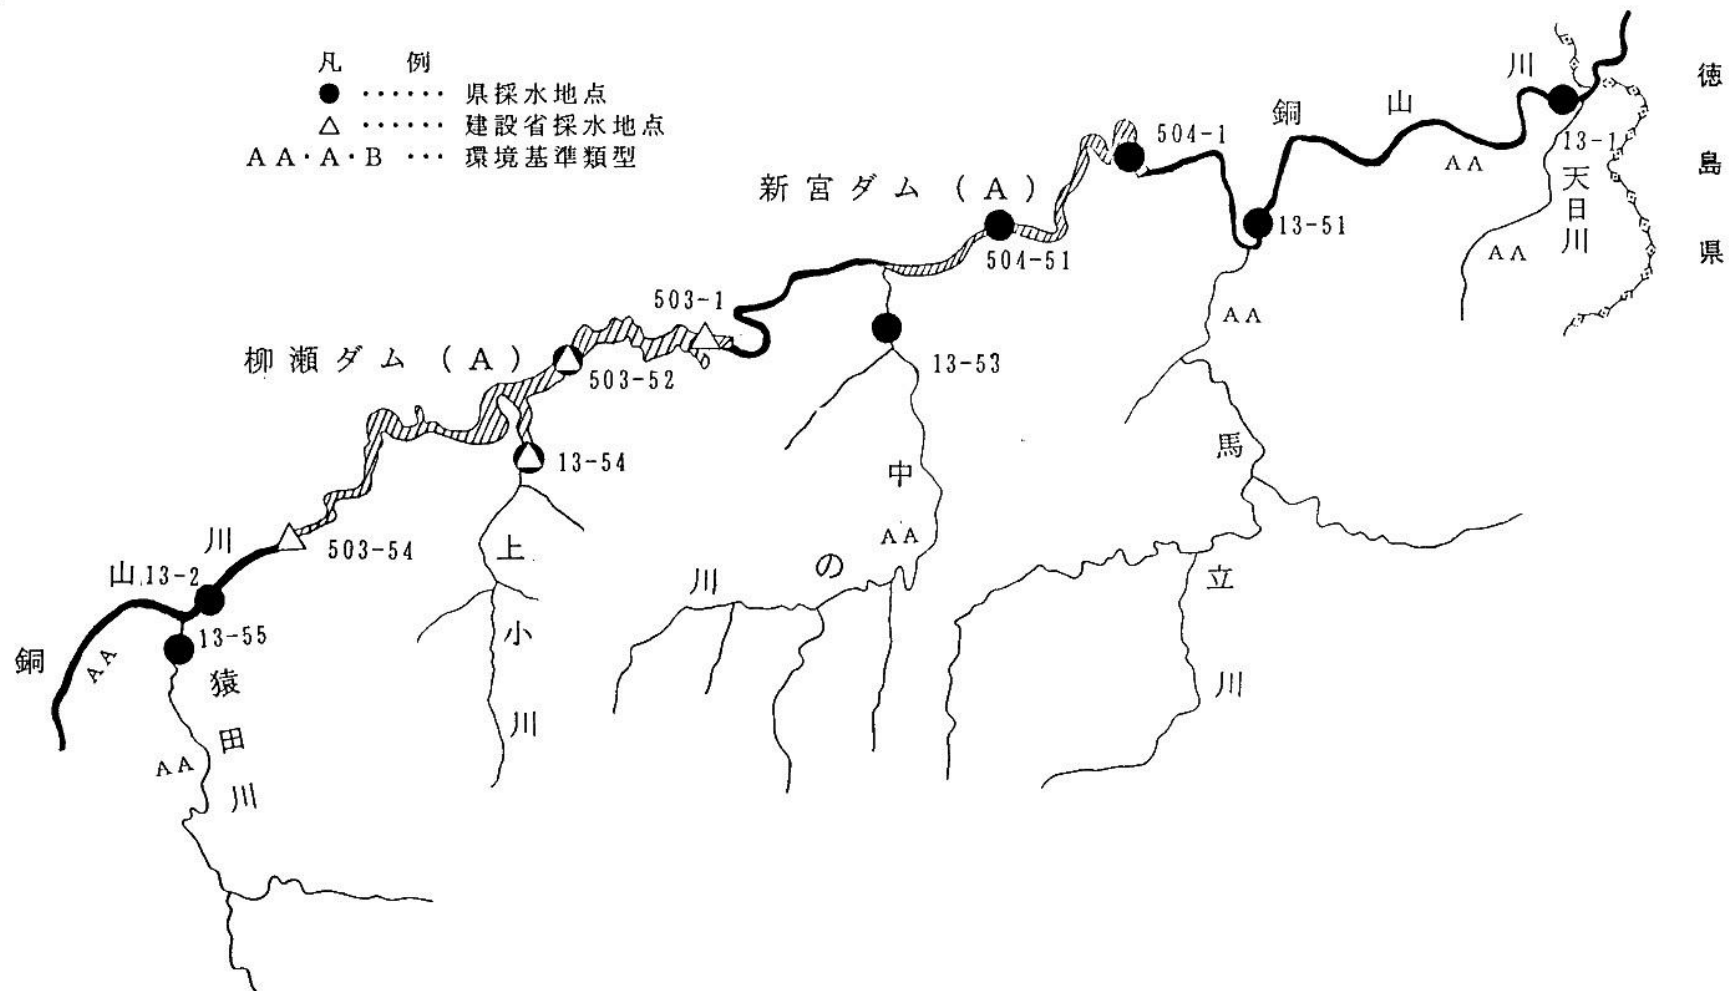 凡 例
● ‥‥‥ 県採水地点
△ ‥‥‥ 建設省採水地点
AA・A・B ‥‥ 環境基準類型
徳島県
銅山川
13-1
AA
天日川
AA
504-1
13-51
新宮ダム（A）
504-51
503-1
AA
柳瀬ダム（A）
503-52
13-53
13-54
503-54
馬立川
中の川
AA
上小川
銅山川
13-2
AA
13-55
猿田川
AA